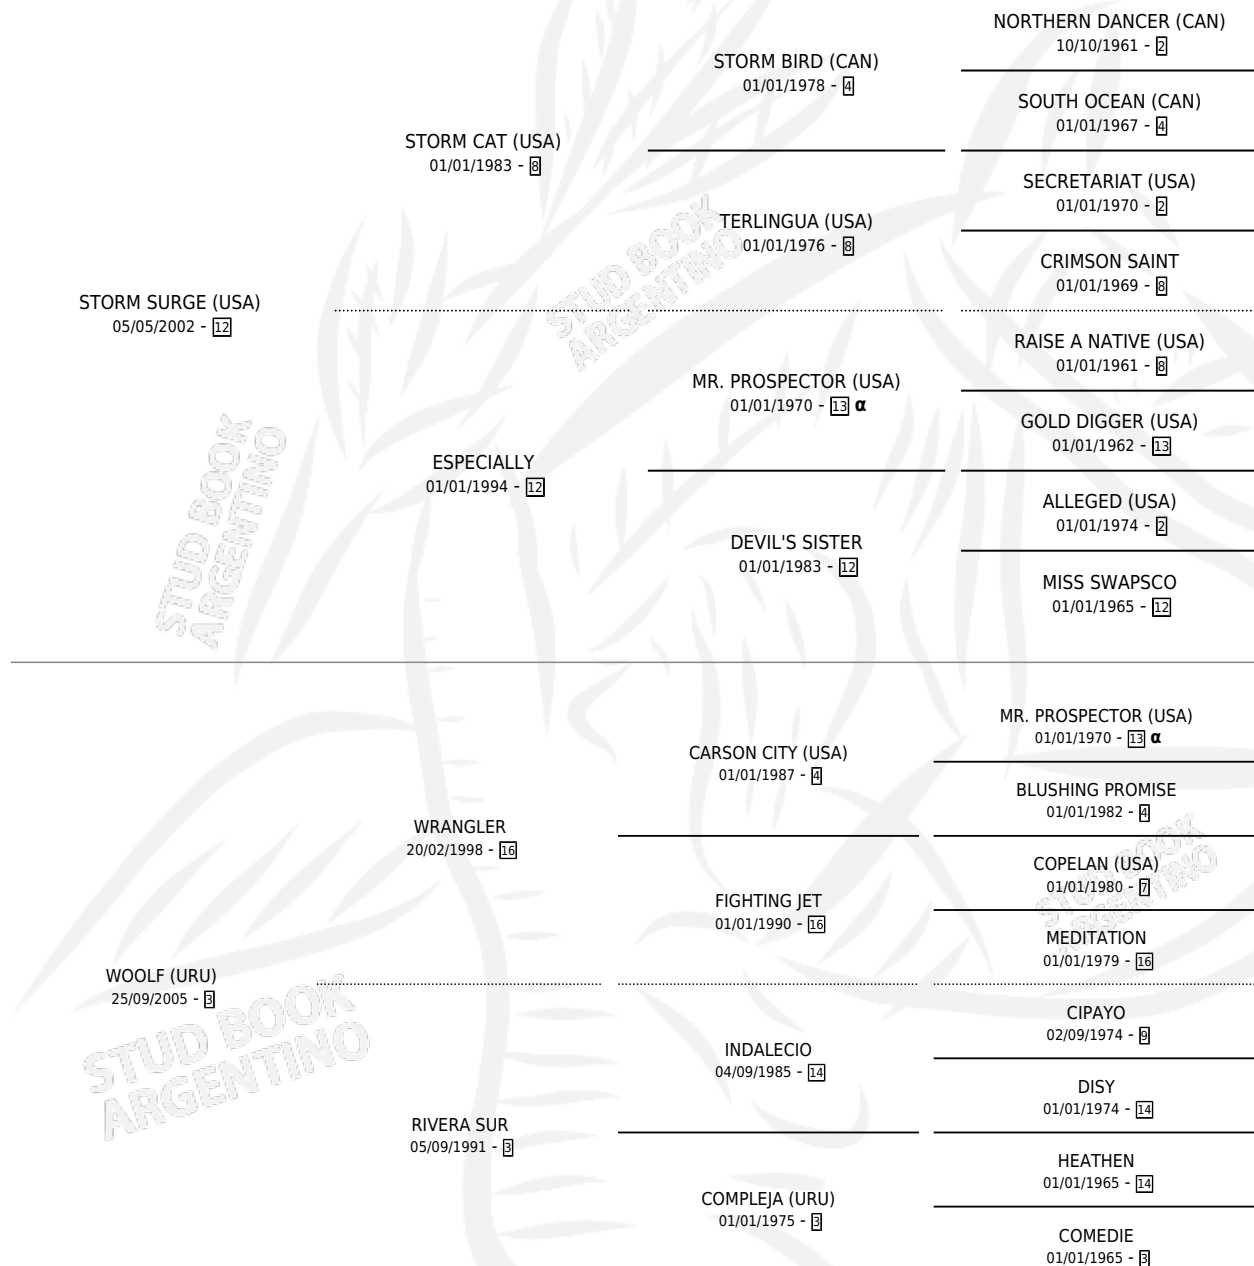 NORTHERN DANCER (CAN)
10/10/1961 - 2
STORM BIRD (CAN)
01/01/1978 - 4
SOUTH OCEAN (CAN)
01/01/1967 - 4
STORM CAT (USA)
01/01/1983 - 8
SECRETARIAT (USA)
01/01/1970 - 2
TERLINGUA (USA)
01/01/1976 - 8
CRIMSON SAINT
01/01/1969 - 8
STORM SURGE (USA)
05/05/2002 - 12
STUD BOOK
ARGENTINO
RAISE A NATIVE (USA)
01/01/1961 - 8
MR. PROSPECTOR (USA)
01/01/1970 - 13 α
GOLD DIGGER (USA)
01/01/1962 - 13
ESPECIALLY
01/01/1994 - 12
ALLEGED (USA)
01/01/1974 - 2
DEVIL'S SISTER
01/01/1983 - 12
MISS SWAPSCO
01/01/1965 - 12
STUD BOOK
ARGENTINO
MR. PROSPECTOR (USA)
01/01/1970 - 13 α
CARSON CITY (USA)
01/01/1987 - 4
BLUSHING PROMISE
01/01/1982 - 4
WRANGLER
20/02/1998 - 16
COPELAN (USA)
01/01/1980 - 7
FIGHTING JET
01/01/1990 - 16
MEDITATION
01/01/1979 - 16
STUD BOOK
ARGENTINO
WOOLF (URU)
25/09/2005 - 3
CIPAYO
02/09/1974 - 9
INDALECIO
04/09/1985 - 14
DISY
01/01/1974 - 14
RIVERA SUR
05/09/1991 - 3
HEATHEN
01/01/1965 - 14
COMPLEJA (URU)
01/01/1975 - 3
COMEDIE
01/01/1965 - 3
STUD BOOK
ARGENTINO